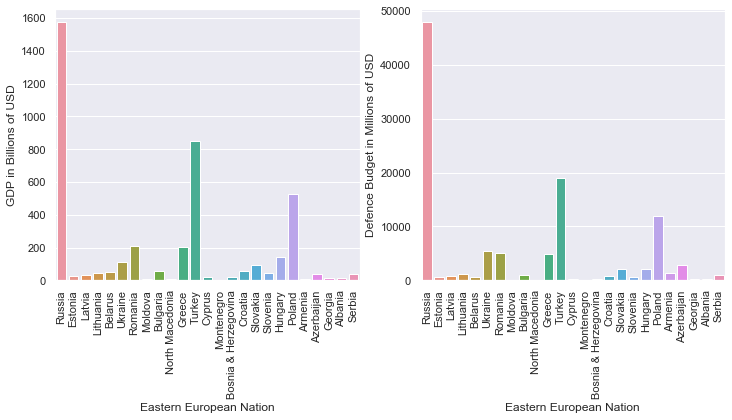 GDP in Billions of USD
1600
1400
1200
1000
800
600
400
200
0
Russia
Estonia
Latvia
Lithuania
Belarus
Ukraine
Romania
Moldova
Bulgaria
North Macedonia
Greece
Turkey
Cyprus
Montenegro
Bosnia & Herzegovina
Croatia
Slovakia
Slovenia
Hungary
Poland
Armenia
Azerbaijan
Georgia
Albania
Serbia
Eastern European Nation
Defence Budget in Millions of USD
50000
40000
30000
20000
10000
0
Russia
Estonia
Latvia
Lithuania
Belarus
Ukraine
Romania
Moldova
Bulgaria
North Macedonia
Greece
Turkey
Cyprus
Montenegro
Bosnia & Herzegovina
Croatia
Slovakia
Slovenia
Hungary
Poland
Armenia
Azerbaijan
Georgia
Albania
Serbia
Eastern European Nation